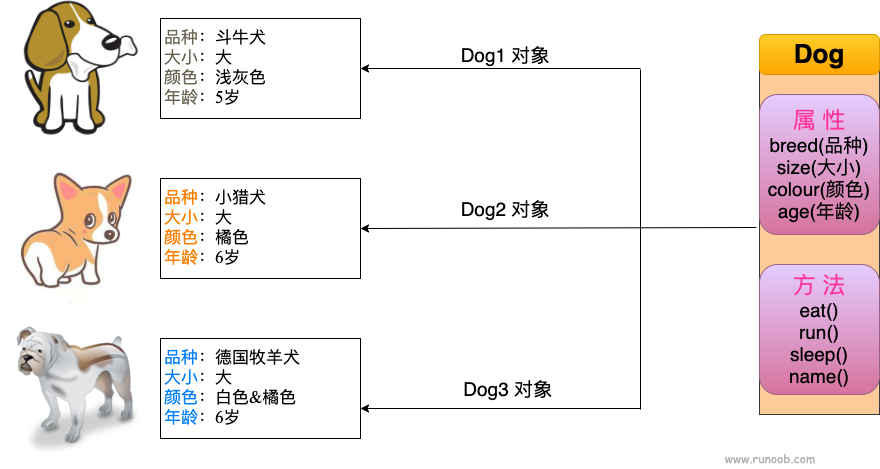 品种：斗牛犬
大小：大
颜色：浅灰色
年龄：5岁
Dog1 对象
品种：小猎犬
大小：大
颜色：橘色
年龄：6岁
Dog2 对象
品种：德国牧羊犬
大小：大
颜色：白色&橘色
年龄：6岁
Dog3 对象
Dog
属 性
breed(品种)
size(大小)
colour(颜色)
age(年龄)
方 法
eat()
run()
sleep()
name()
www.runoob.com